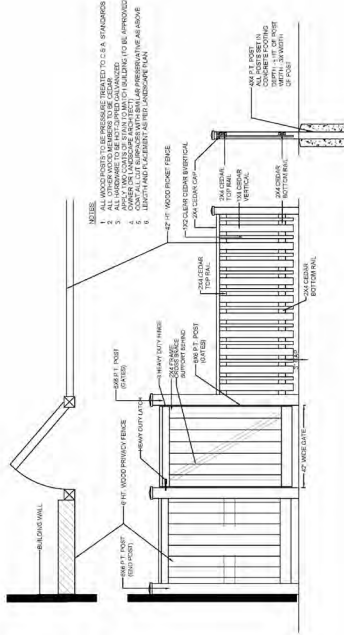 NOTES:
1 ALL WOOD POSTS TO BE PRESSURE TREATED TO C.S.A. STANDARDS
2 ALL OTHER WOOD MEMBERS TO BE CEDAR
3 ALL HARDWARE TO BE HOT-DIPPED GALVANIZED
4 APPLY TWO COATS OF STAIN TO MATCH BUILDING (TO BE APPROVED
OWNER OR LANDSCAPE ARCHITECT)
5 COAT ALL CUT SURFACES WITH SIMILAR PRESERVATIVE AS ABOVE
6 LENGTH AND PLACEMENT AS PER LANDSCAPE PLAN
BUILDING WALL
6' HT. WOOD PRIVACY FENCE
42" HT. WOOD PICKET FENCE
6X6 P.T. POST
(END POST)
HEAVY DUTY LATCH
6X6 P.T. POST
(GATES)
HEAVY DUTY HINGE
2X4 FRAME
CROSS BRACE
SUPPORT BEHIND
6X6 P.T. POST
(GATES)
42" WIDE GATE
2X4 CEDAR
TOP RAIL
2X4 CEDAR
BOTTOM RAIL
2X4 CEDAR CAP
2X4 CEDAR
TOP RAIL
1X4 CEDAR
VERTICAL
2X4 CEDAR
BOTTOM RAIL
4X4 P.T. POST
ALL POSTS SET IN
CONCRETE FOOTING
OF POST